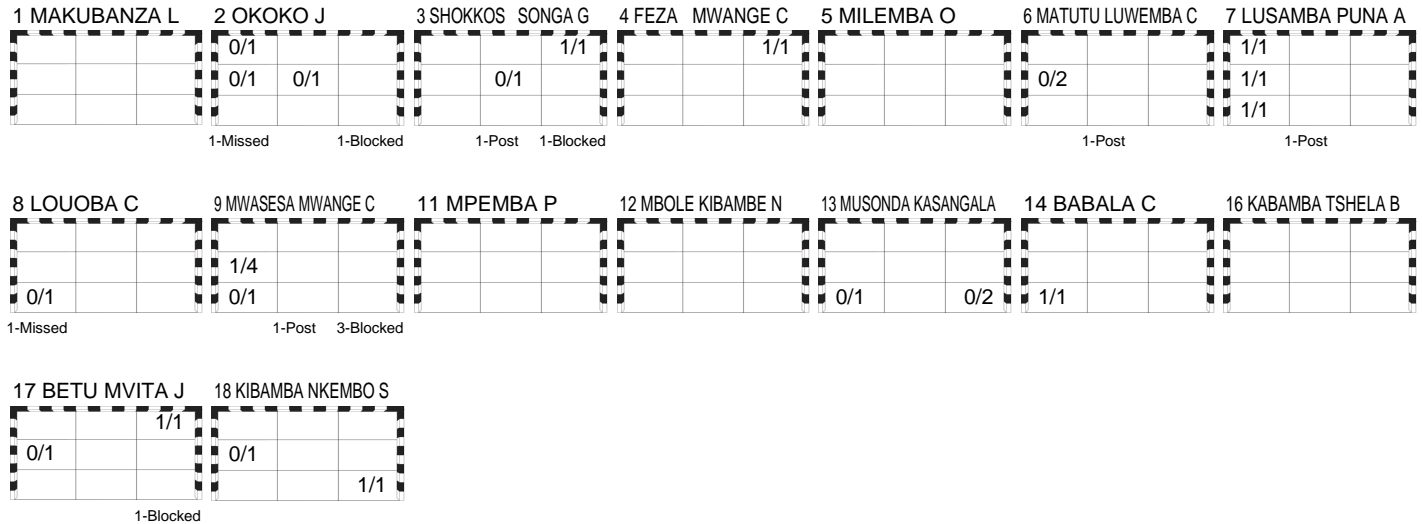 1 MAKUBANZA L 2 OKOKO J 3 SHOKKOS SONGA G 4 FEZA MWANGE C 5 MILEMBA O 6 MATUTU LUWEMBA C 7 LUSAMBA PUNA A
0/1 1/1 1/1 1/1
0/1 0/1 0/1 0/2 1/1
1/1
1-Missed 1-Blocked 1-Post 1-Blocked 1-Post 1-Post
8 LOUOBA C 9 MWASESA MWANGE C 11 MPEMBA P 12 MBOLE KIBAMBE N 13 MUSONDA KASANGALA 14 BABALA C 16 KABAMBA TSHELA B
1/4
0/1 0/1 0/1 0/2 1/1
1-Missed 1-Post 3-Blocked
17 BETU MVITA J 18 KIBAMBA NKEMBO S
1/1
0/1 0/1
1/1
1-Blocked